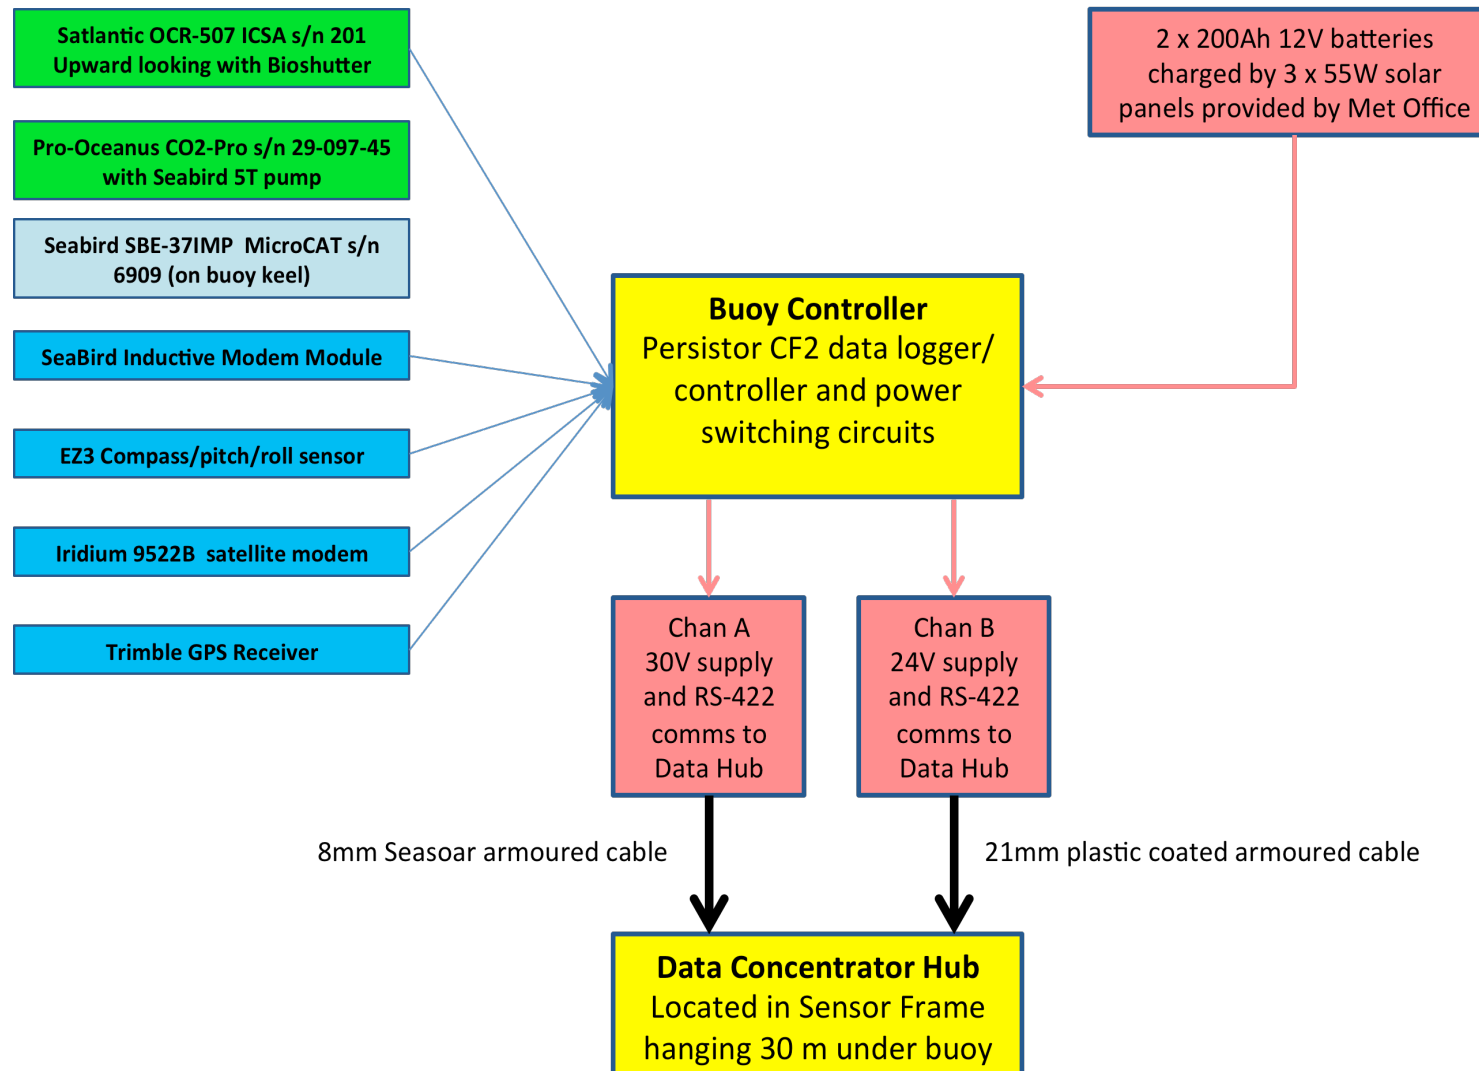 Satlantic OCR-507 ICSA s/n 201
Upward looking with Bioshutter
2 x 200Ah 12V batteries
charged by 3 x 55W solar
panels provided by Met Office
Pro-Oceanus CO2-Pro s/n 29-097-45
with Seabird 5T pump
Seabird SBE-37IMP  MicroCAT s/n
6909 (on buoy keel)
SeaBird Inductive Modem Module
EZ3 Compass/pitch/roll sensor
Iridium 9522B  satellite modem
Trimble GPS Receiver
Buoy Controller
Persistor CF2 data logger/
controller and power
switching circuits
Chan A
30V supply
and RS-422
comms to
Data Hub
Chan B
24V supply
and RS-422
comms to
Data Hub
8mm Seasoar armoured cable
21mm plastic coated armoured cable
Data Concentrator Hub
Located in Sensor Frame
hanging 30 m under buoy